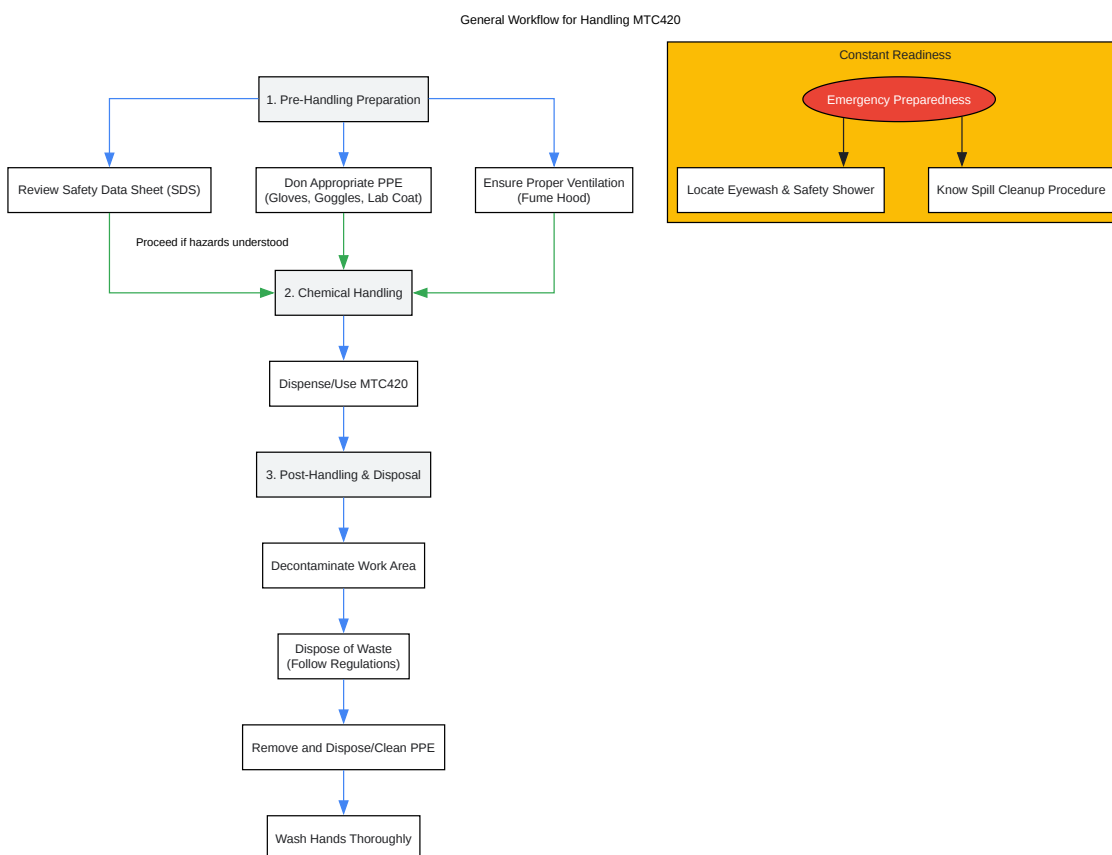 General Workflow for Handling MTC420
Constant Readiness
1. Pre-Handling Preparation
Emergency Preparedness
Review Safety Data Sheet (SDS)
Don Appropriate PPE
(Gloves, Goggles, Lab Coat)
Ensure Proper Ventilation
(Fume Hood)
Locate Eyewash & Safety Shower
Know Spill Cleanup Procedure
Proceed if hazards understood
2. Chemical Handling
Dispense/Use MTC420
3. Post-Handling & Disposal
Decontaminate Work Area
Dispose of Waste
(Follow Regulations)
Remove and Dispose/Clean PPE
Wash Hands Thoroughly